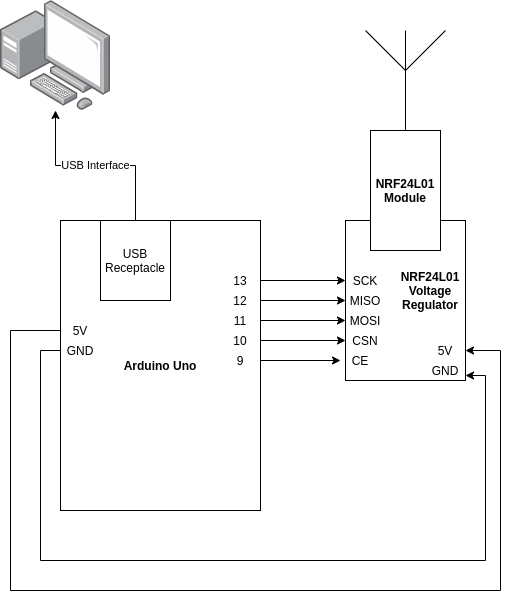 USB Interface
NRF24L01
Module
USB
Receptacle
13
12
11
10
9
SCK
MISO
MOSI
CSN
CE
NRF24L01
Voltage
Regulator
5V
GND
5V
GND
Arduino Uno